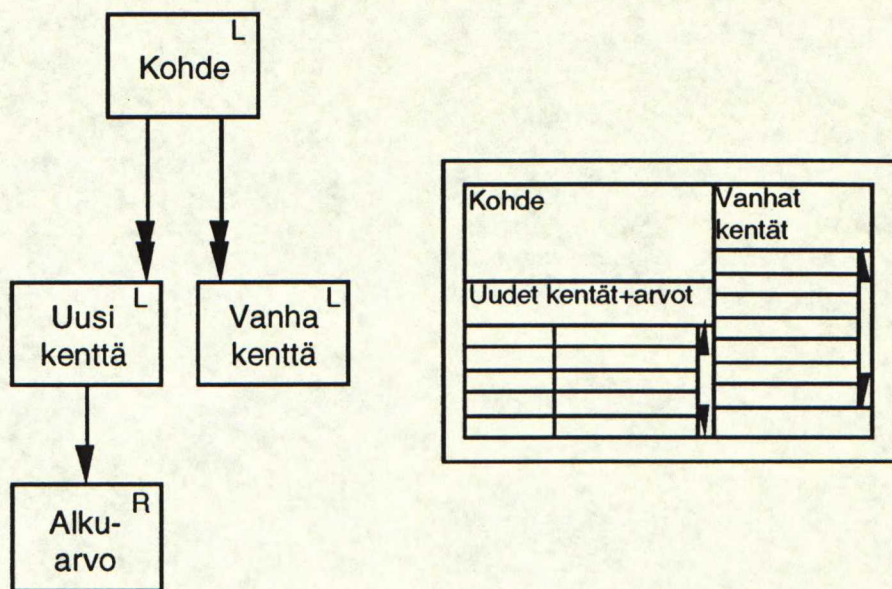 L
Kohde
L
Uusi
kenttä
L
Vanha
kenttä
R
Alku-
arvo
Kohde
Vanhat
kentät
Uudet kentät+arvot